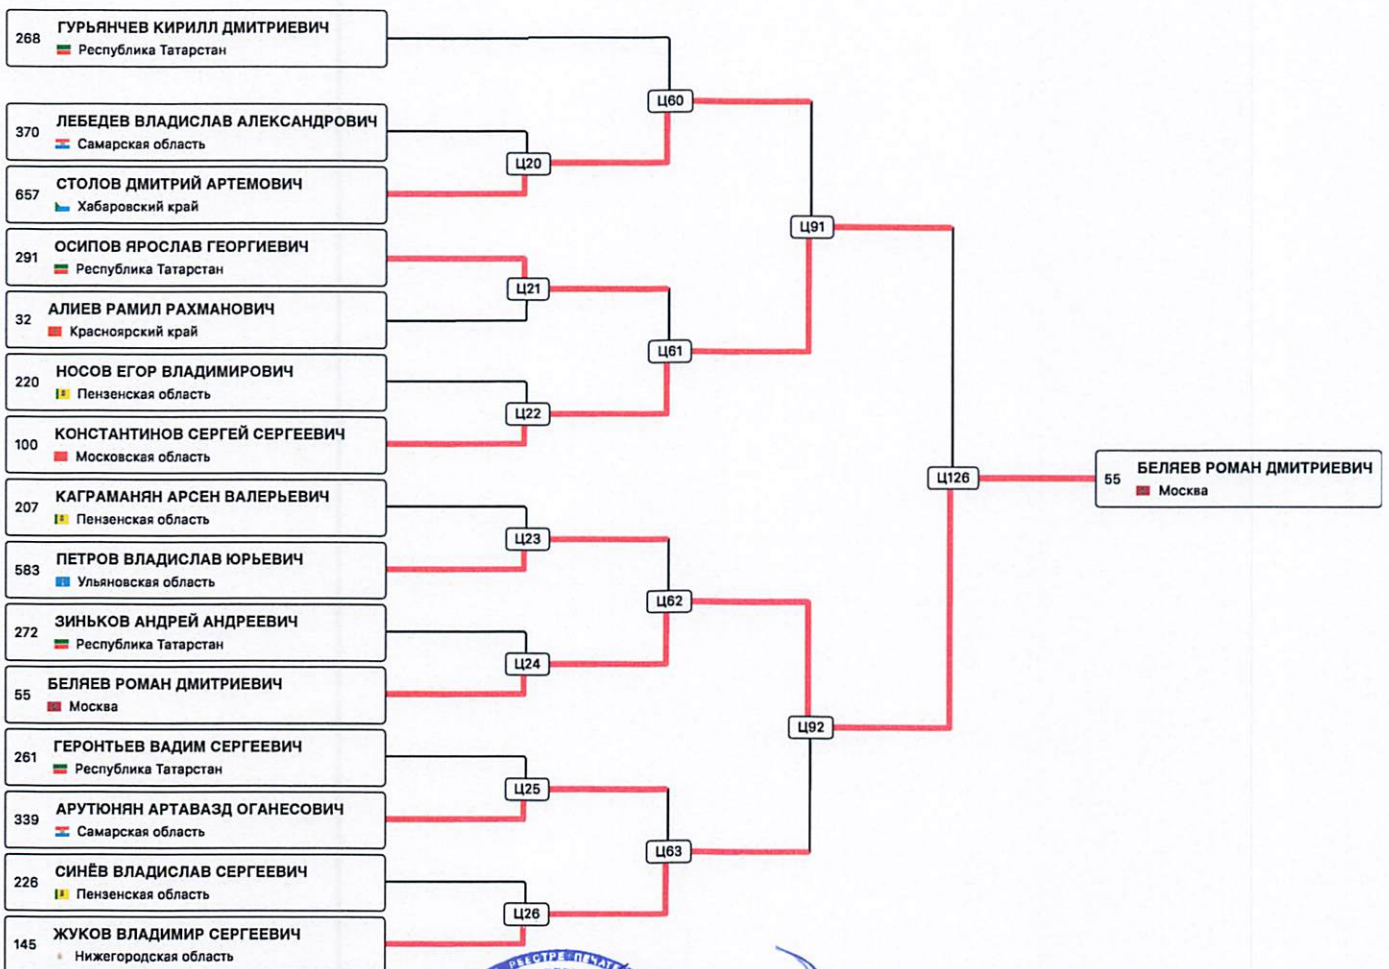 268 ГУРЬЯНЧЕВ КИРИЛЛ ДМИТРИЕВИЧ
Республика Татарстан
370 ЛЕБЕДЕВ ВЛАДИСЛАВ АЛЕКСАНДРОВИЧ
Самарская область
657 СТОЛОВ ДМИТРИЙ АРТЕМОВИЧ
Хабаровский край
291 ОСИПОВ ЯРОСЛАВ ГЕОРГИЕВИЧ
Республика Татарстан
32 АЛИЕВ РАМИЛ РАХМАНОВИЧ
Красноярский край
220 НОСОВ ЕГОР ВЛАДИМИРОВИЧ
Пензенская область
100 КОНСТАНТИНОВ СЕРГЕЙ СЕРГЕЕВИЧ
Московская область
207 КАГРАМАНЯН АРСЕН ВАЛЕРЬЕВИЧ
Пензенская область
583 ПЕТРОВ ВЛАДИСЛАВ ЮРЬЕВИЧ
Ульяновская область
272 ЗИНЬКОВ АНДРЕЙ АНДРЕЕВИЧ
Республика Татарстан
55 БЕЛЯЕВ РОМАН ДМИТРИЕВИЧ
Москва
261 ГЕРОНТЬЕВ ВАДИМ СЕРГЕЕВИЧ
Республика Татарстан
339 АРУТЮНЯН АРТАВАЗД ОГАНЕСОВИЧ
Самарская область
226 СИНЁВ ВЛАДИСЛАВ СЕРГЕЕВИЧ
Пензенская область
145 ЖУКОВ ВЛАДИМИР СЕРГЕЕВИЧ
Нижегородская область
Ц20
Ц21
Ц22
Ц23
Ц24
Ц25
Ц26
Ц60
Ц61
Ц62
Ц63
Ц91
Ц92
Ц126
55 БЕЛЯЕВ РОМАН ДМИТРИЕВИЧ
Москва
РЕЕСТРЕ